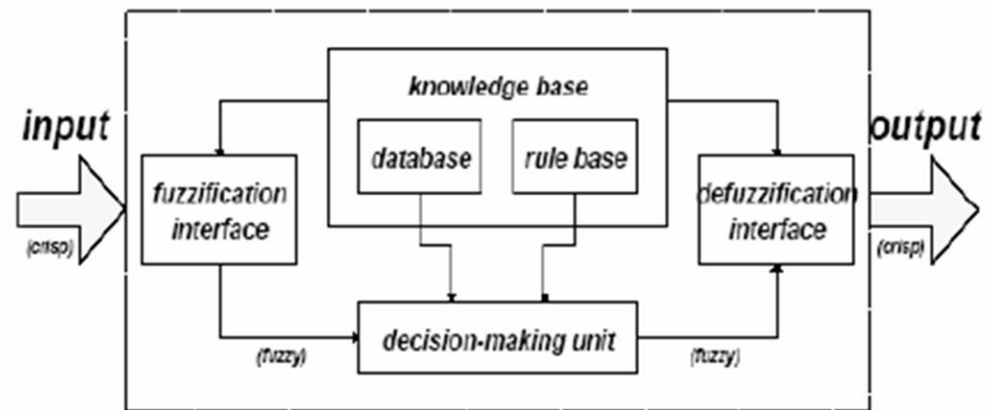 knowledge base
input
output
database
rule base
fuzzification
interface
defuzzification
interface
(crisp)
(crisp)
decision-making unit
(fuzzy)
(fuzzy)